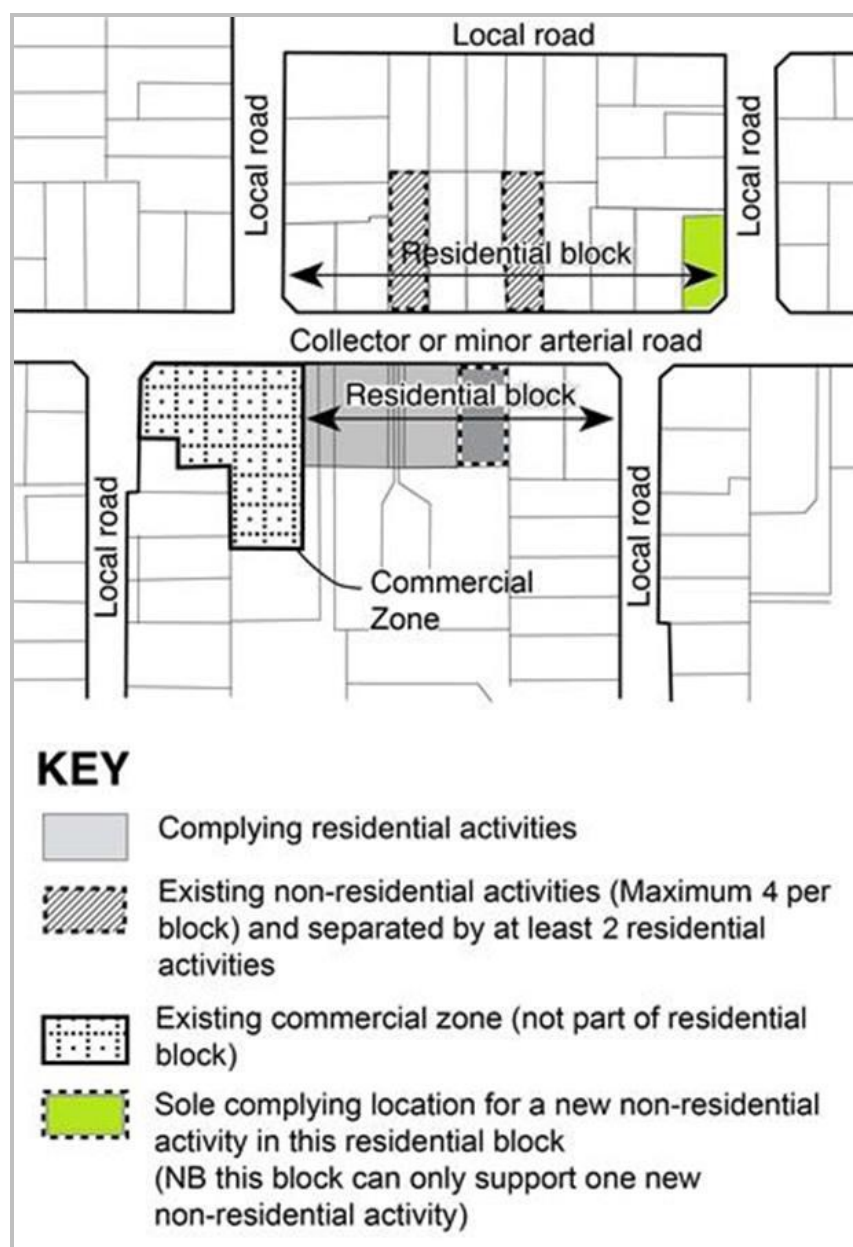 Local road
Local road
Local road
Residential block
Collector or minor arterial road
Residential block
Local road
Local road
Commercial
Zone
KEY
Complying residential activities
Existing non-residential activities (Maximum 4 per
block) and separated by at least 2 residential
activities
Existing commercial zone (not part of residential
block)
Sole complying location for a new non-residential
activity in this residential block
(NB this block can only support one new
non-residential activity)